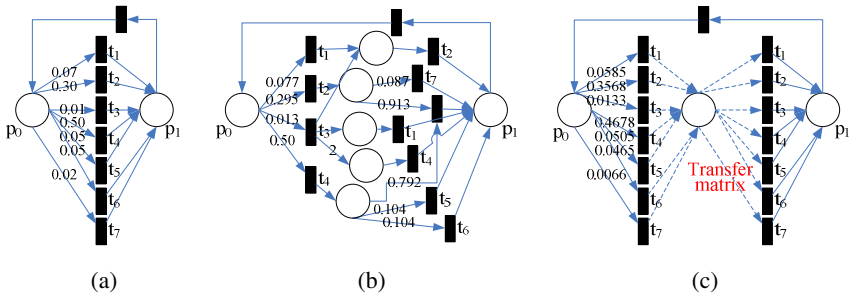 t1
0.07
0.30
t2
0.01
t3
0.50
p0
p1
0.05
t4
0.05
t5
0.02
t6
t7
(a)
t1
t2
0.077
0.087
t7
0.295
t2
0.913
0.013
p0
t3
t1
p1
0.50
2
t4
t4
0.792
0.104
t5
0.104
t6
(b)
t1
t1
0.0585
0.3568
t2
t2
0.0133
t3
t3
0.4678
p0
p1
0.0505
t4
t4
0.0465
t5
Transfer
t5
matrix
0.0066
t6
t6
t7
t7
(c)